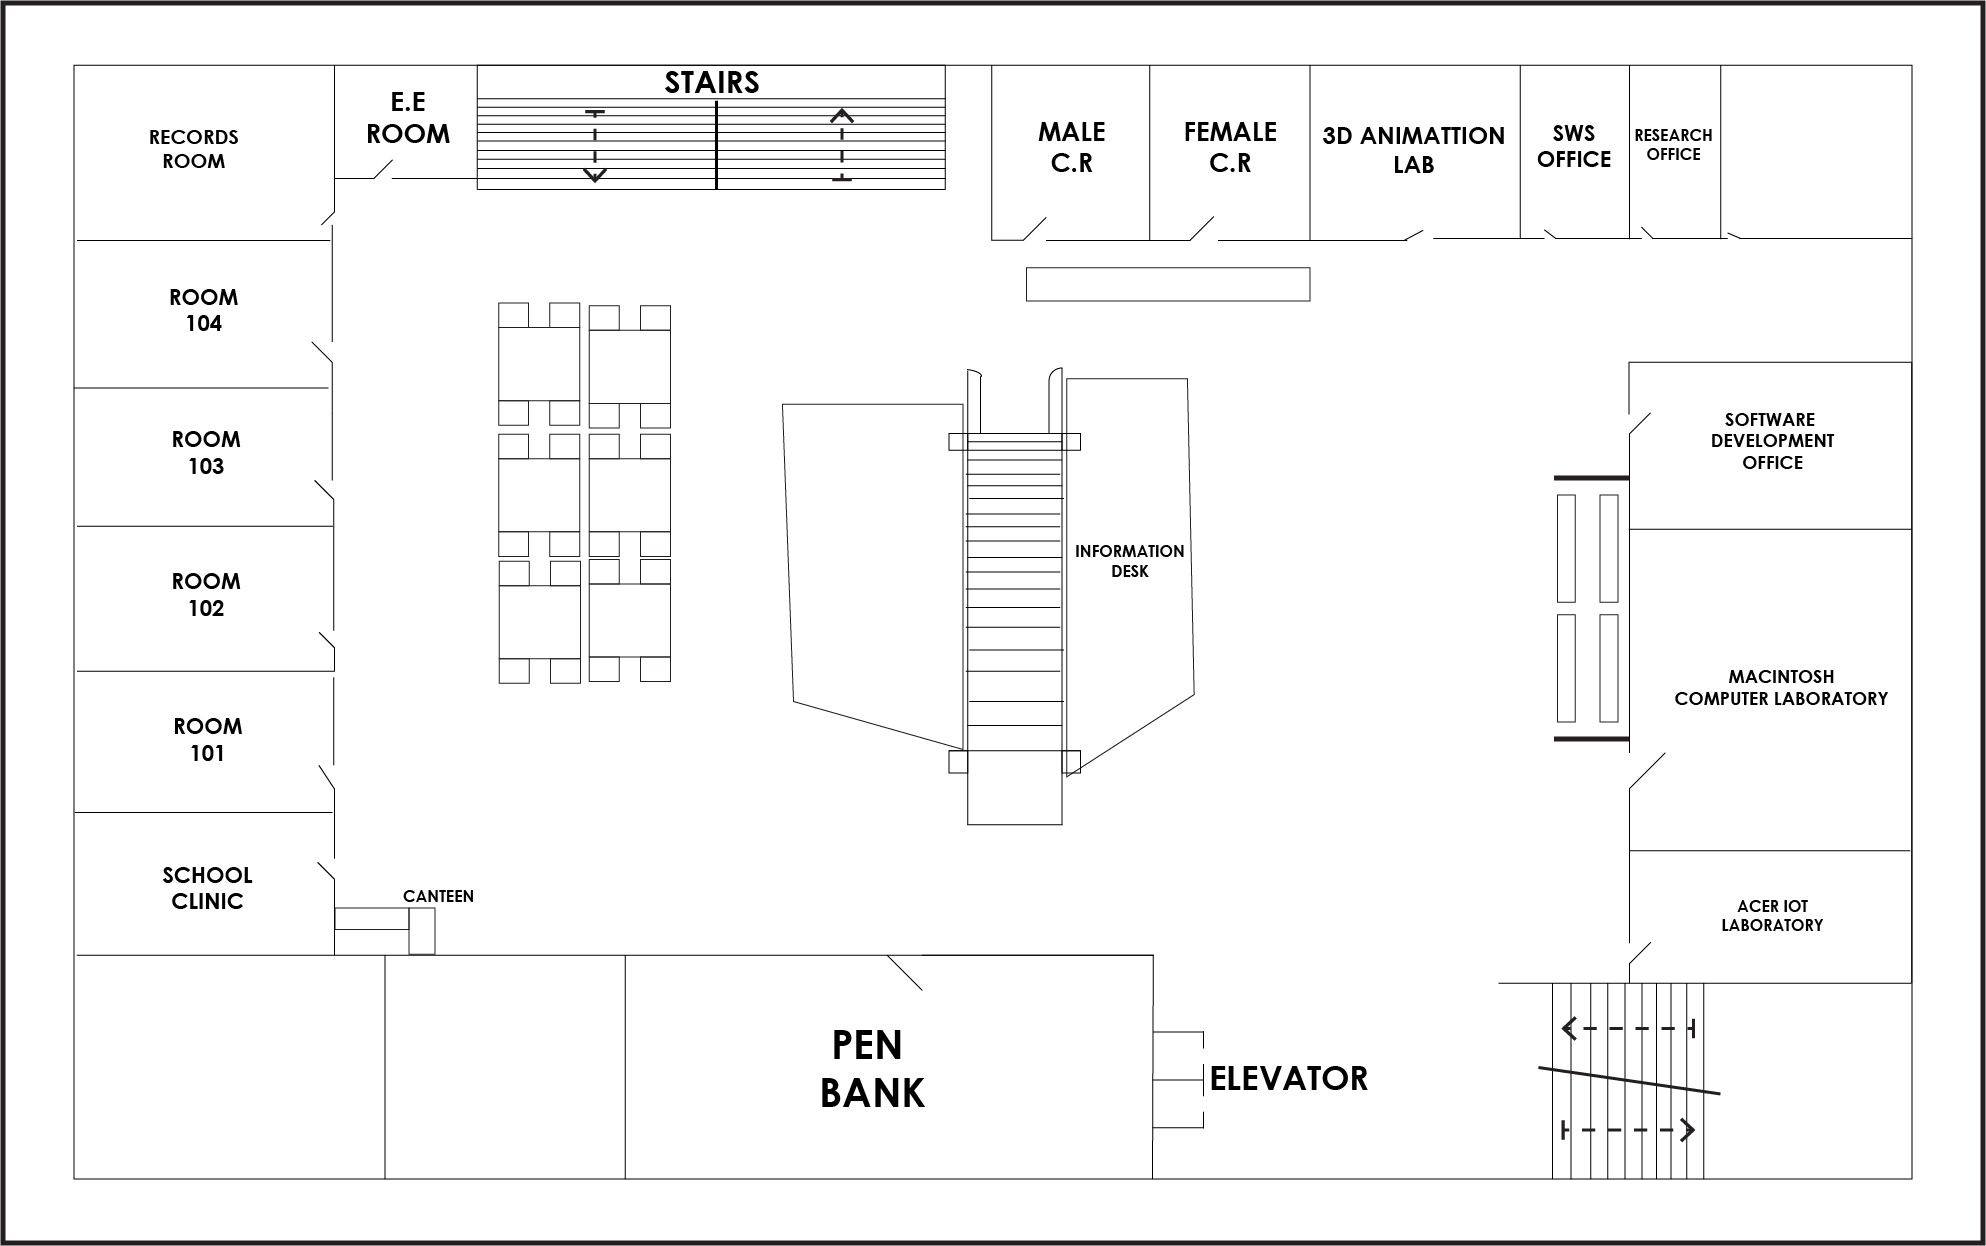 STAIRS
E.E
ROOM
RECORDS
ROOM
MALE
C.R
FEMALE
C.R
3D ANIMATTION
LAB
SWS
OFFICE
RESEARCH
OFFICE
ROOM
104
ROOM
103
SOFTWARE
DEVELOPMENT
OFFICE
INFORMATION
DESK
ROOM
102
MACINTOSH
COMPUTER LABORATORY
ROOM
101
SCHOOL
CLINIC
CANTEEN
ACER IOT
LABORATORY
PEN
BANK
ELEVATOR